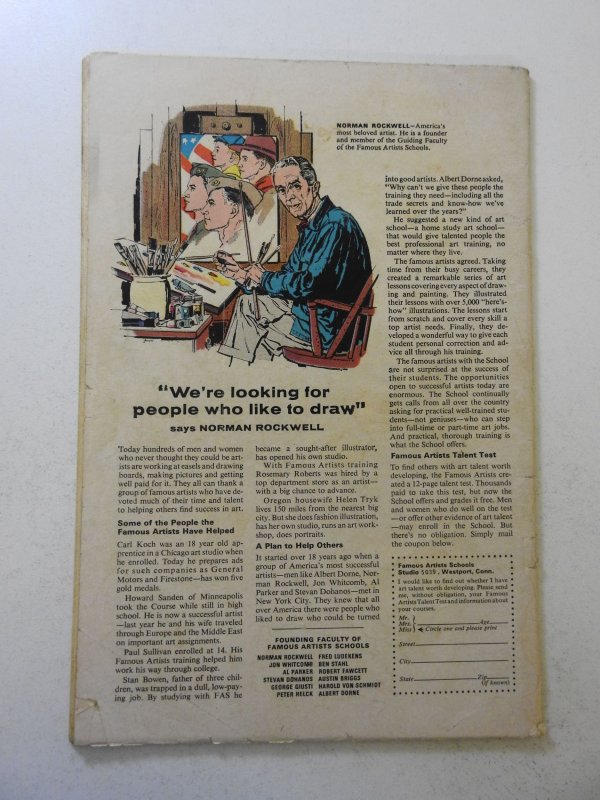 NORMAN ROCKWELL—America's
most beloved artist. He is a founder
and member of the Guiding Faculty
of the Famous Artists Schools.
"We're looking for
people who like to draw"
says NORMAN ROCKWELL
Today hundreds of men and women
who never thought they could be art-
ists are working at easels and drawing
boards, making pictures and getting
well paid for it. They all can thank a
group of famous artists who have de-
voted much of their time and talent
to helping others find success in art.
Some of the People the
Famous Artists Have Helped
Carl Koch was an 18 year old ap-
prentice in a Chicago art studio when
he enrolled. Today he prepares ads
for such companies as General
Motors and Firestone—has won five
gold medals.
Howard Sanden of Minneapolis
took the Course while still in high
school. He is now a successful artist
—last year he and his wife traveled
through Europe and the Middle East
on important art assignments.
Paul Sullivan enrolled at 14. His
Famous Artists training helped him
work his way through college.
Stan Bowen, father of three chil-
dren, was trapped in a dull, low-pay-
ing job. By studying with FAS he
became a sought-after illustrator,
has opened his own studio.
With Famous Artists training
Rosemary Roberts was hired by a
top department store as an artist—
with a big chance to advance.
Oregon housewife Helen Tryk
lives 150 miles from the nearest big
city. But she does fashion illustration,
has her own studio, runs an art work-
shop, does portraits.
A Plan to Help Others
It started over 18 years ago when a
group of America's most successful
artists—men like Albert Dorne, Nor-
man Rockwell, Jon Whitcomb, Al
Parker and Stevan Dohanos—met in
New York City. They knew that all
over America there were people who
liked to draw who could be turned
FOUNDING FACULTY OF
FAMOUS ARTISTS SCHOOLS
NORMAN ROCKWELL FRED LUDEKENS
JON WHITCOMB BEN STAHL
AL PARKER ROBERT FAWCETT
STEVAN DOHANOS AUSTIN BRIGGS
GEORGE GIUSTI HAROLD VON SCHMIDT
PETER HELCK ALBERT DORNE
into good artists. Albert Dorne asked,
"Why can't we give these people the
training they need—including all the
trade secrets and know-how we've
learned over the years?"
He suggested a new kind of art
school—a home study art school—
that would give talented people the
best professional art training, no
matter where they live.
The famous artists agreed. Taking
time from their busy careers, they
created a remarkable series of art
lessons covering every aspect of draw-
ing and painting. They illustrated
their lessons with over 5,000 "here's-
how" illustrations. The lessons start
from scratch and cover every skill a
top artist needs. Finally, they de-
veloped a wonderful way to give each
student personal correction and ad-
vice all through his training.
The famous artists with the School
are not surprised at the success of
their students. The opportunities
open to successful artists today are
enormous. The School continually
gets calls from all over the country
asking for practical well-trained stu-
dents—not geniuses—who can step
into full-time or part-time art jobs.
And practical, thorough training is
what the School offers.
Famous Artists Talent Test
To find others with art talent worth
developing, the Famous Artists cre-
ated a 12-page talent test. Thousands
paid to take this test, but now the
School offers and grades it free. Men
and women who do well on the test
—or offer other evidence of art talent
—may enroll in the School. But
there's no obligation. Simply mail
the coupon below.
Famous Artists Schools
Studio 5039, Westport, Conn.
I would like to find out whether I have
art talent worth developing. Please send
me, without obligation, your Famous
Artists Talent Test and information about
your courses.
Mr.
Mrs. Age
Miss Circle one and please print
Street
City
State Zip
(if known)